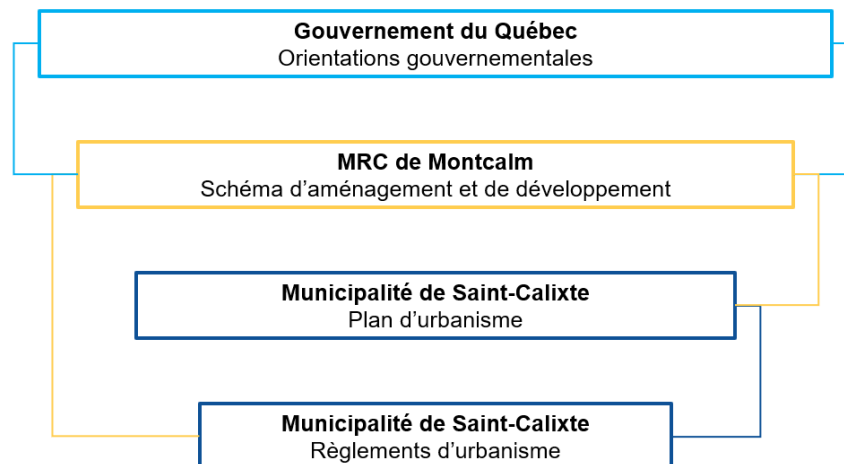 Gouvernement du Québec
Orientations gouvernementales
MRC de Montcalm
Schéma d’aménagement et de développement
Municipalité de Saint-Calixte
Plan d’urbanisme
Municipalité de Saint-Calixte
Règlements d’urbanisme